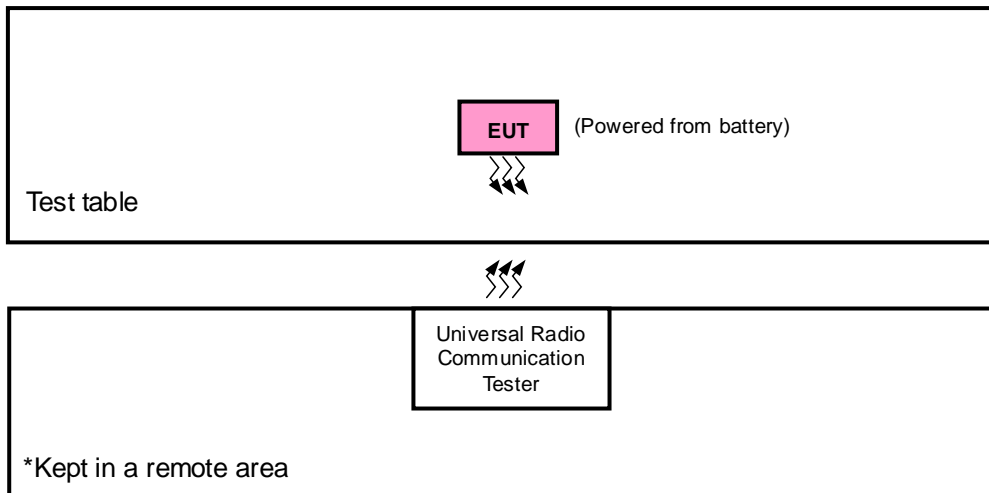 EUT
(Powered from battery)
Test table
Universal Radio
Communication
Tester
*Kept in a remote area